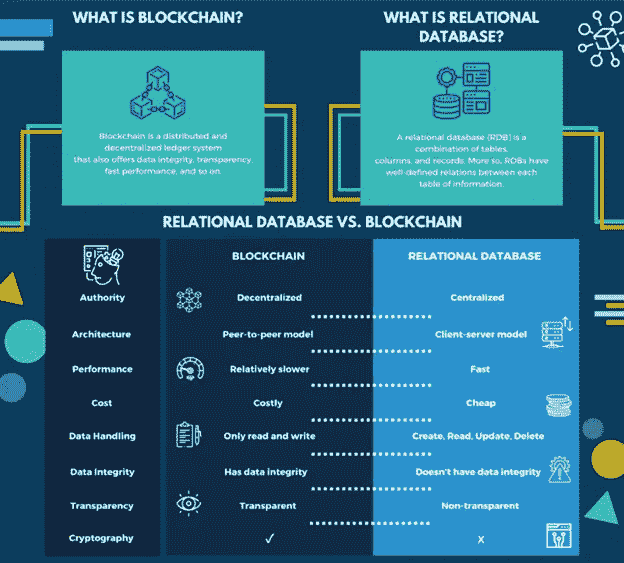 WHAT IS BLOCKCHAIN?
WHAT IS RELATIONAL
DATABASE?
Blockchain is a distributed and
decentralized ledger system
that also offers data integrity, transparency,
fast performance, and so on.
A relational database (RDB) is a
combination of tables,
columns, and records. More so, RDBs have
well-defined relations between each
table of information.
RELATIONAL DATABASE VS. BLOCKCHAIN
BLOCKCHAIN RELATIONAL DATABASE
Authority Decentralized Centralized
Architecture Peer-to-peer model Client-server model
Performance Relatively slower Fast
Cost Costly Cheap
Data Handling Only read and write Create, Read, Update, Delete
Data Integrity Has data integrity Doesn't have data integrity
Transparency Transparent Non-transparent
Cryptography ✓ x